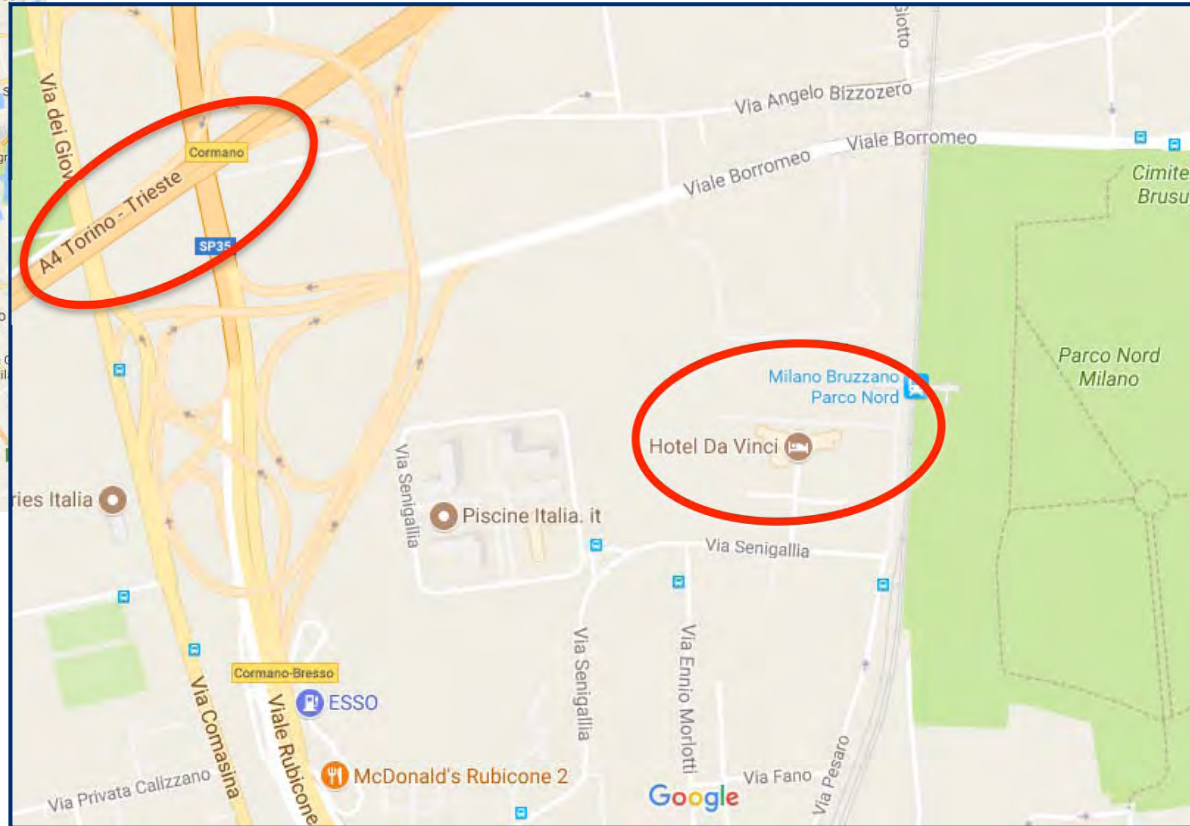 Giotto
Via dei Giov
Via Angelo Bizzozero
Cormano
Viale Borromeo
Viale Borromeo
Cimite
Brusu
A4 Torino - Trieste
SP35
Parco Nord
Milano
Milano Bruzzano
Parco Nord
Hotel Da Vinci
Via Senigallia
ries Italia
Piscine Italia. it
Via Senigallia
Via Senigallia
Via Ennio Morlotti
Cormano-Bresso
ESSO
Via Comasina
Viale Rubicone
McDonald's Rubicone 2
Via Fano
Via Pesaro
Via Privata Calizzano
Google